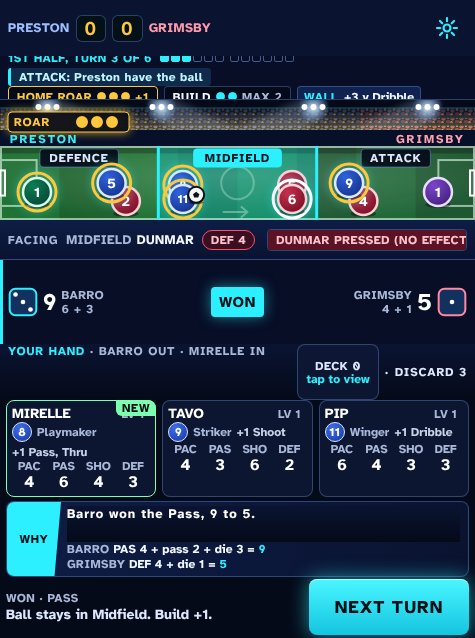 PRESTON 0 0 GRIMSBY
1ST HALF, TURN 3 OF 6
ATTACK: Preston have the ball
HOME ROAR +1 BUILD MAX 2 WALL +3 v Dribble
ROAR
PRESTON GRIMSBY
DEFENCE MIDFIELD ATTACK
1 5 2 11 6 9 4 1
FACING MIDFIELD DUNMAR DEF 4 DUNMAR PRESSED (NO EFFECT
9 BARRO 6 + 3 WON GRIMSBY 4 + 1 5
YOUR HAND · BARRO OUT · MIRELLE IN
DECK 0 tap to view · DISCARD 3
MIRELLE NEW
8 Playmaker
+1 Pass, Thru
PAC PAS SHO DEF
4 6 4 3
TAVO LV 1
9 Striker +1 Shoot
PAC PAS SHO DEF
4 3 6 2
PIP LV 1
11 Winger +1 Dribble
PAC PAS SHO DEF
6 4 3 3
WHY
Barro won the Pass, 9 to 5.
BARRO PAS 4 + pass 2 + die 3 = 9
GRIMSBY DEF 4 + die 1 = 5
WON · PASS
Ball stays in Midfield. Build +1.
NEXT TURN